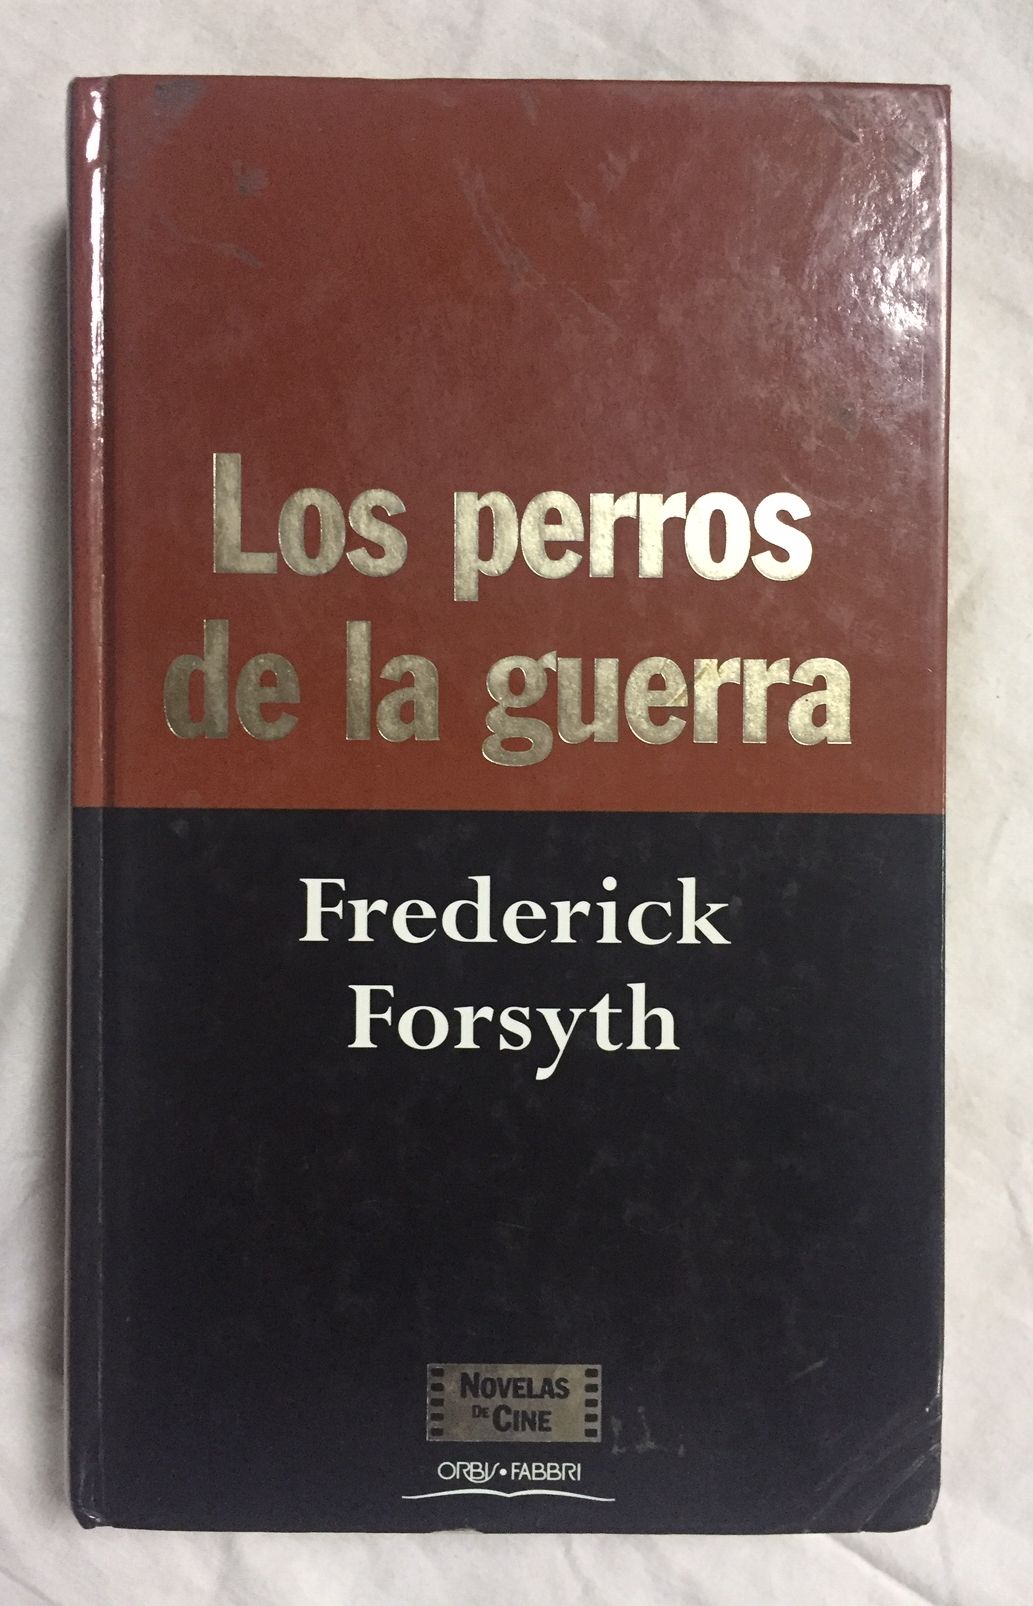 Los perros
de la guerra
Frederick
Forsyth
NOVELAS
DE CINE
ORBIS • FABBRI